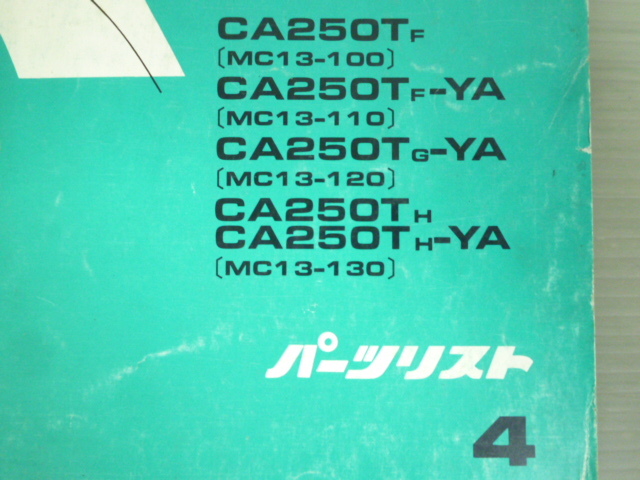 CA250TF
〔MC13-100〕
CA250TF-YA
〔MC13-110〕
CA250TG-YA
〔MC13-120〕
CA250TH
CA250TH-YA
〔MC13-130〕
パーツリスト
4